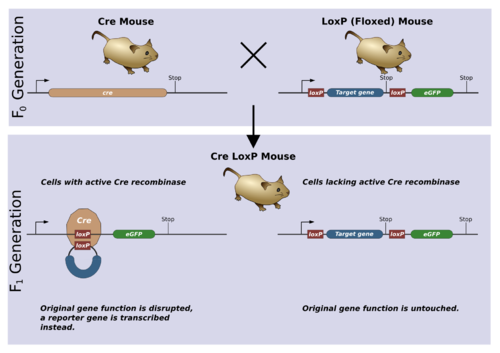 F0 Generation
Cre Mouse
LoxP (Floxed) Mouse
Stop
cre
Stop
Stop
loxP
Target gene
loxP
eGFP
F1 Generation
Cre LoxP Mouse
Cells with active Cre recombinase
Cells lacking active Cre recombinase
Cre
loxP
loxP
eGFP
Stop
Stop
Stop
loxP
Target gene
loxP
eGFP
Original gene function is disrupted,
a reporter gene is transcribed
instead.
Original gene function is untouched.